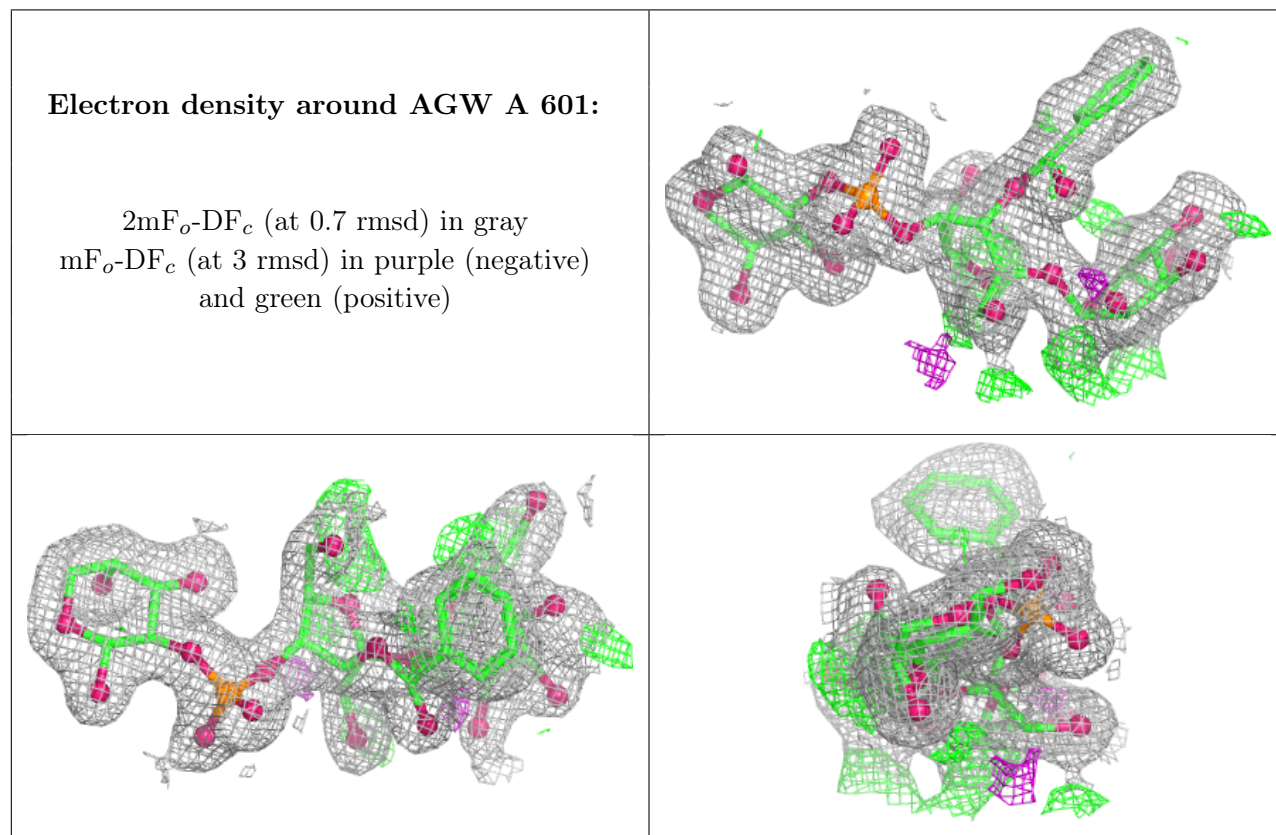 Electron density around AGW A 601:
2mFo-DFc (at 0.7 rmsd) in gray
mFo-DFc (at 3 rmsd) in purple (negative)
and green (positive)